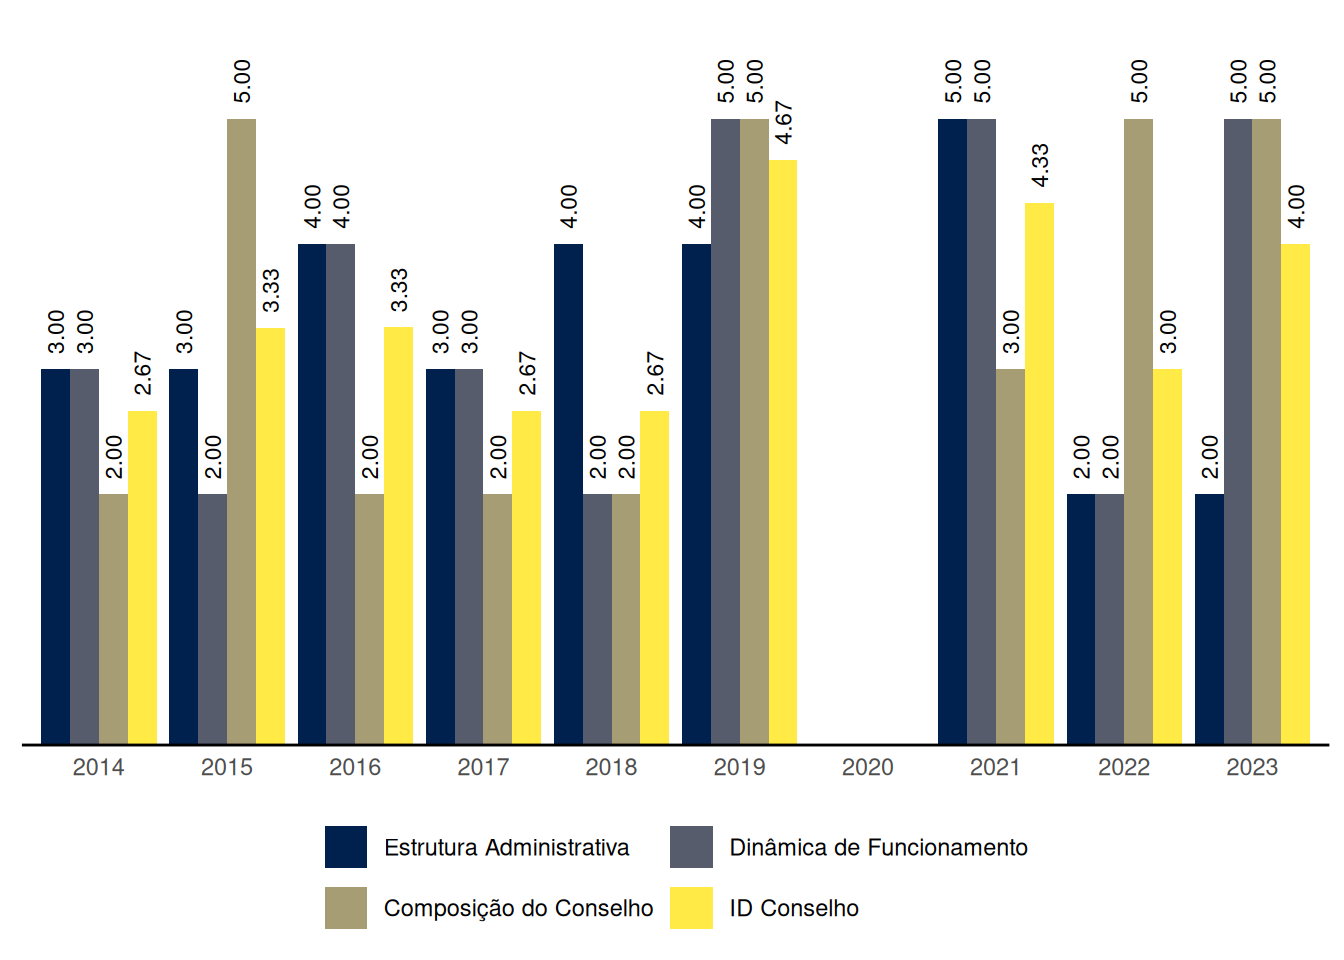 3.00 3.00 2.00 2.67 3.00 2.00 5.00 3.33 4.00 4.00 2.00 3.33 3.00 3.00 2.00 2.67 4.00 2.00 2.00 2.67 4.00 5.00 5.00 4.67 5.00 5.00 3.00 4.33 2.00 2.00 5.00 3.00 2.00 5.00 5.00 4.00
2014 2015 2016 2017 2018 2019 2020 2021 2022 2023
Estrutura Administrativa Dinâmica de Funcionamento
Composição do Conselho ID Conselho